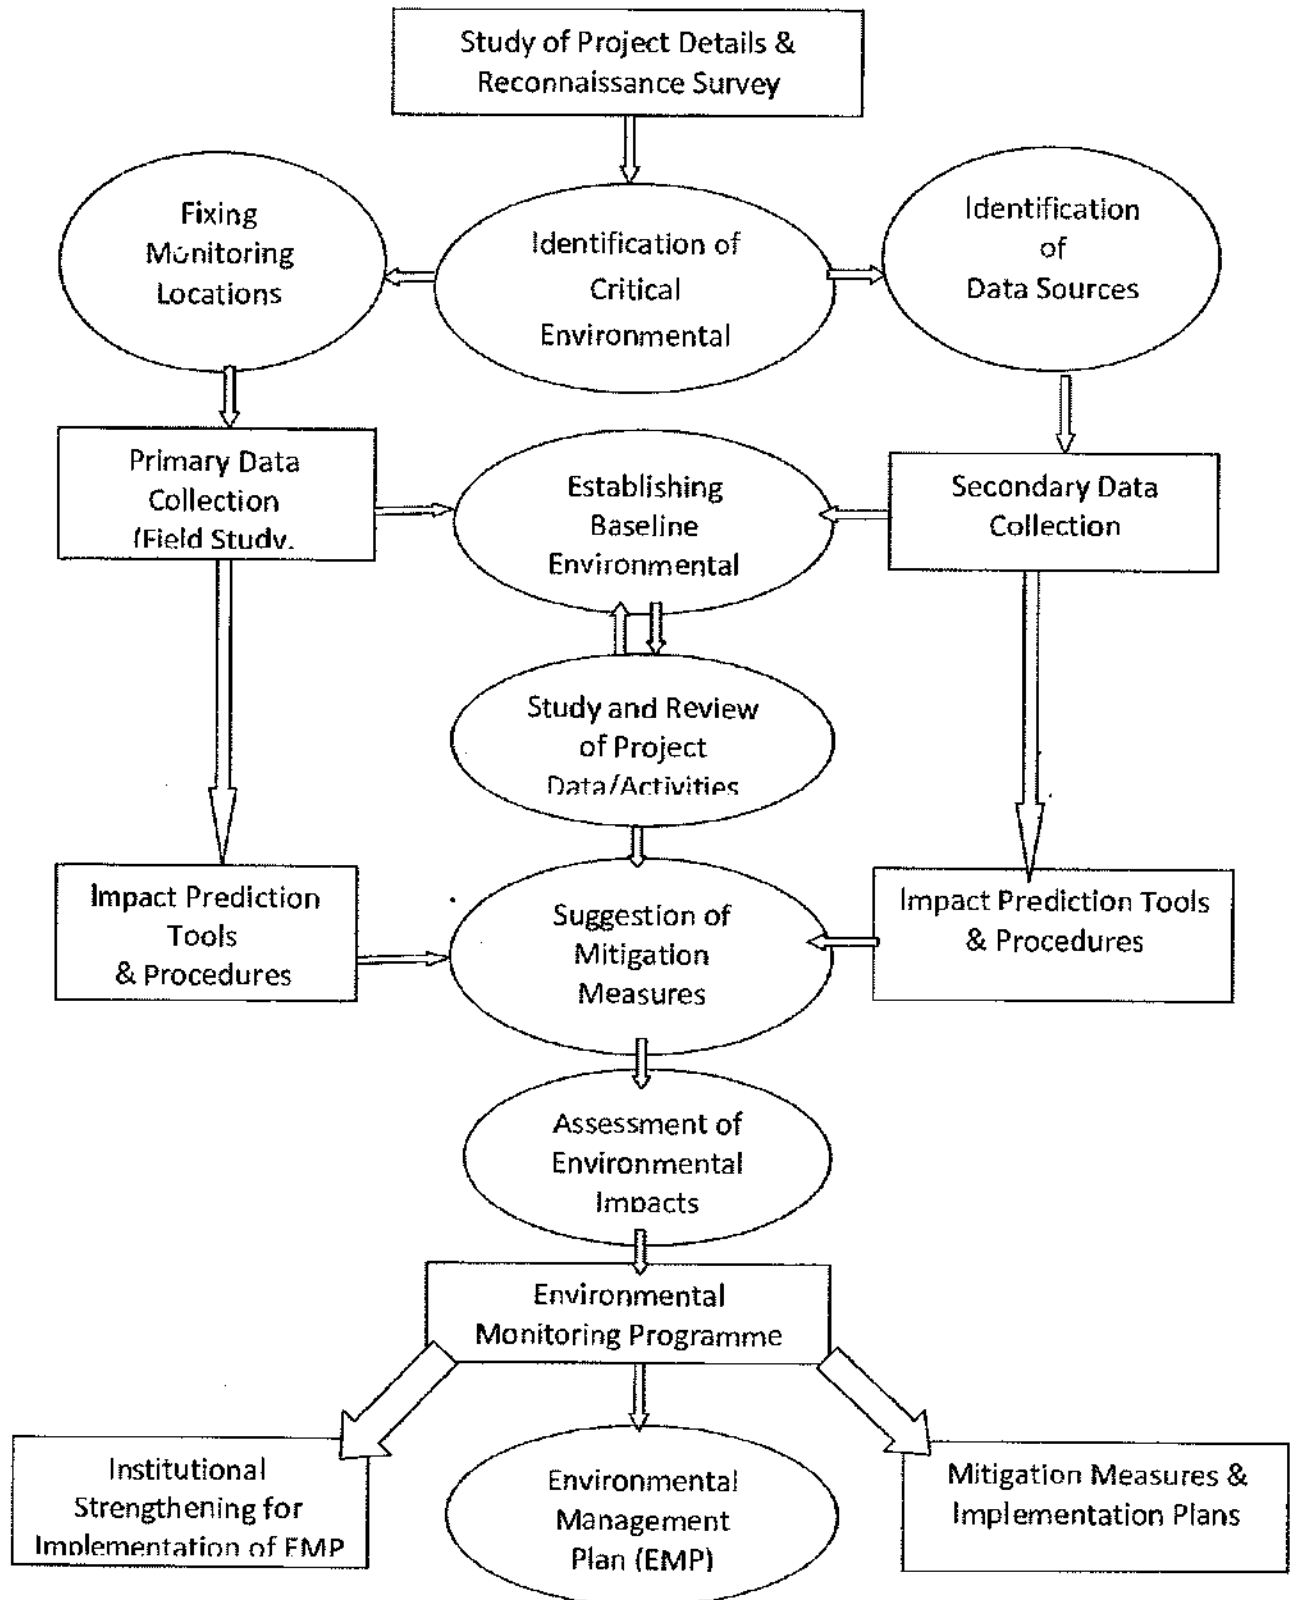 Study of Project Details &
Reconnaissance Survey
Fixing
Monitoring
Locations
Identification of
Critical
Environmental
Identification
of
Data Sources
Primary Data
Collection
(Field Study,
Establishing
Baseline
Environmental
Secondary Data
Collection
Study and Review
of Project
Data/Activities
Impact Prediction
Tools
& Procedures
Suggestion of
Mitigation
Measures
Impact Prediction Tools
& Procedures
Assessment of
Environmental
Impacts
Environmental
Monitoring Programme
Institutional
Strengthening for
Implementation of EMP
Environmental
Management
Plan (EMP)
Mitigation Measures &
Implementation Plans